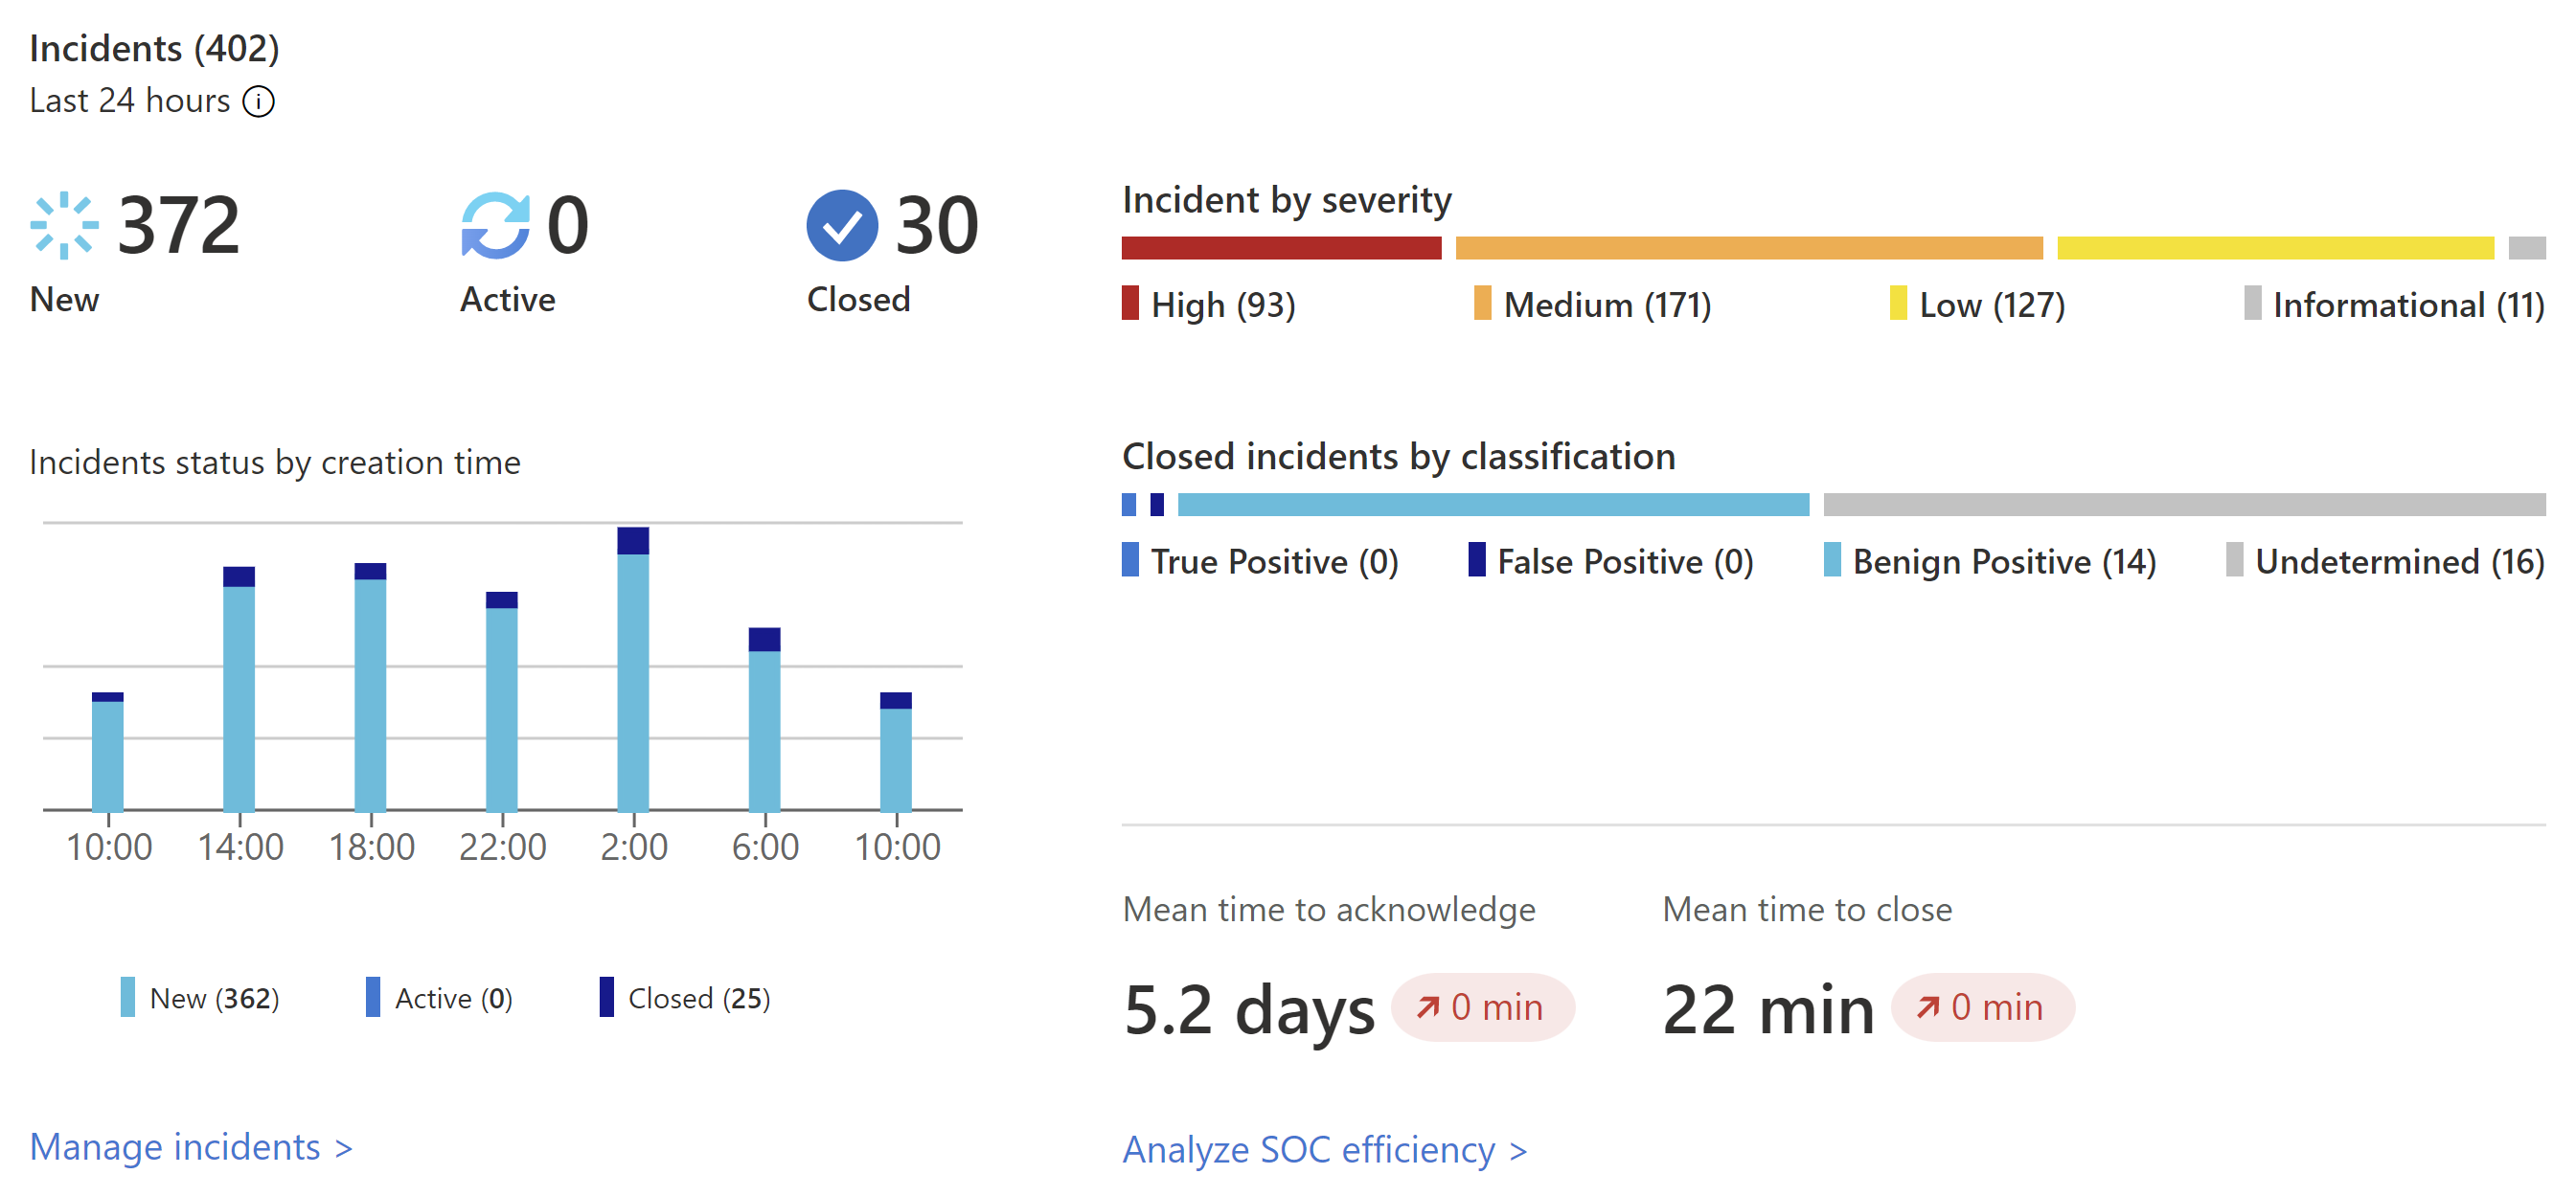 Incidents (402)
Last 24 hours
372
New
0
Active
30
Closed
Incidents status by creation time
10:00 14:00 18:00 22:00 2:00 6:00 10:00
New (362) Active (0) Closed (25)
Manage incidents >
Incident by severity
High (93) Medium (171) Low (127) Informational (11)
Closed incidents by classification
True Positive (0) False Positive (0) Benign Positive (14) Undetermined (16)
Mean time to acknowledge
5.2 days 0 min
Mean time to close
22 min 0 min
Analyze SOC efficiency >